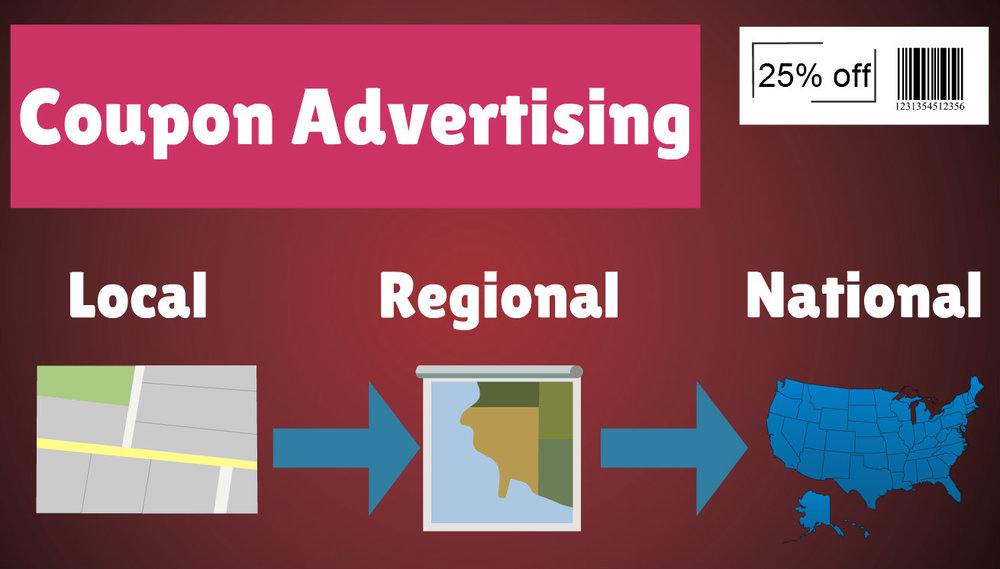 Coupon Advertising
25% off
1231354512356
Local
Regional
National